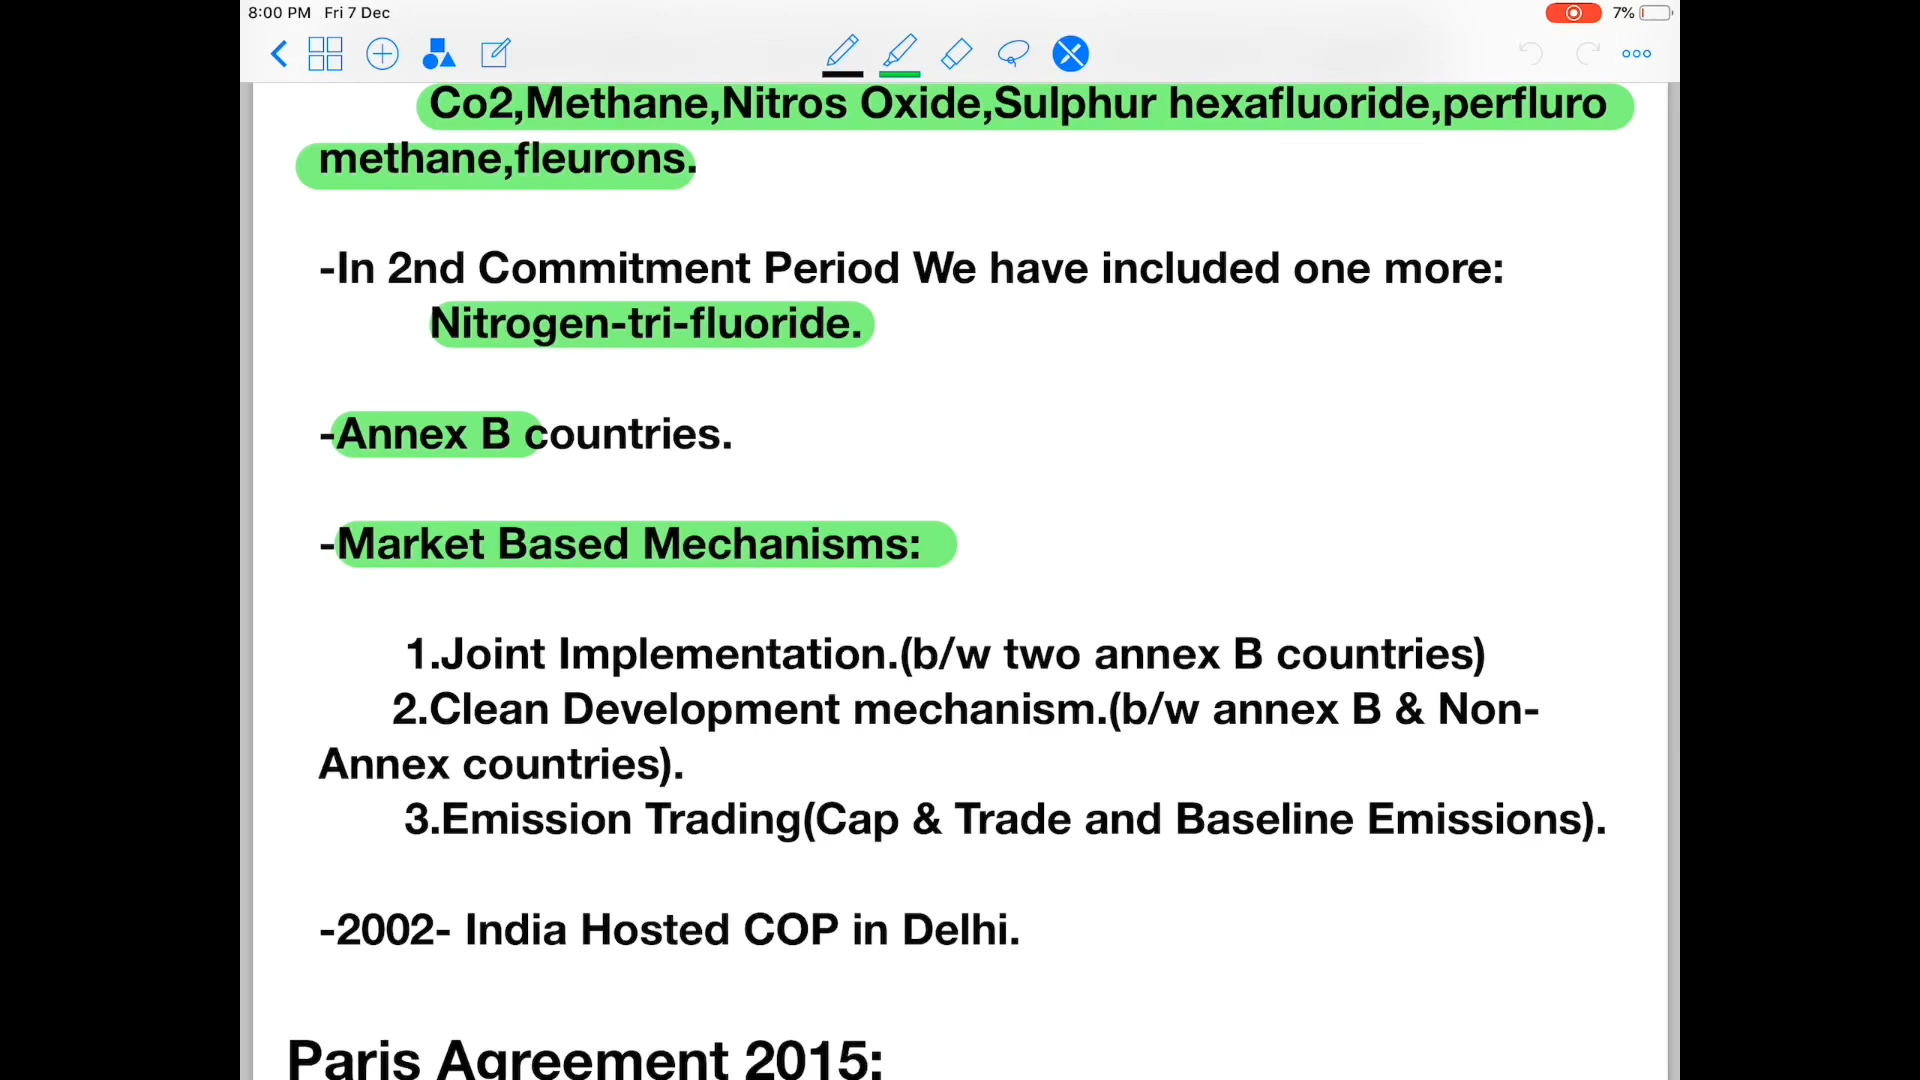 8:00 PM Fri 7 Dec
7%
Co2,Methane,Nitros Oxide,Sulphur hexafluoride,perfluro
methane,fleurons.
-In 2nd Commitment Period We have included one more:
Nitrogen-tri-fluoride.
-Annex B countries.
-Market Based Mechanisms:
1.Joint Implementation.(b/w two annex B countries)
2.Clean Development mechanism.(b/w annex B & Non-
Annex countries).
3.Emission Trading(Cap & Trade and Baseline Emissions).
-2002- India Hosted COP in Delhi.
Paris Agreement 2015: